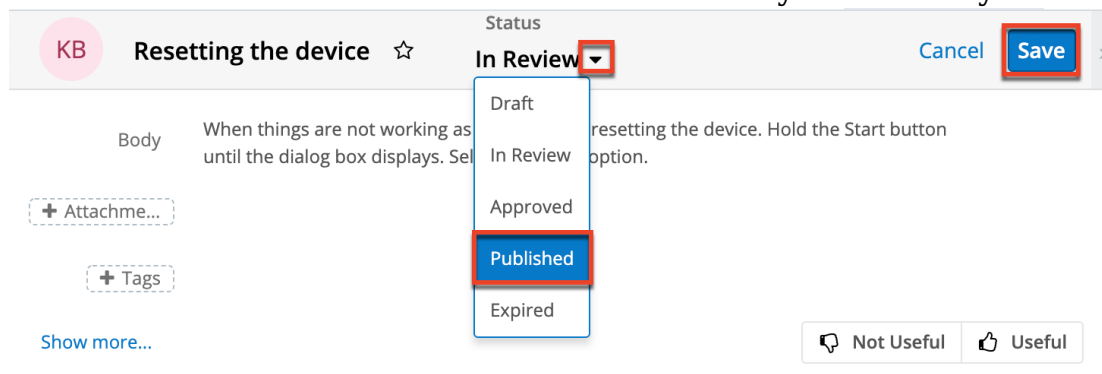 Status
KB Resetting the device In Review Cancel Save
Draft
Body When things are not working as resetting the device. Hold the Start button
until the dialog box displays. Sel option.
In Review
+ Attachme... Approved
Published
+ Tags
Expired
Show more... Not Useful Useful